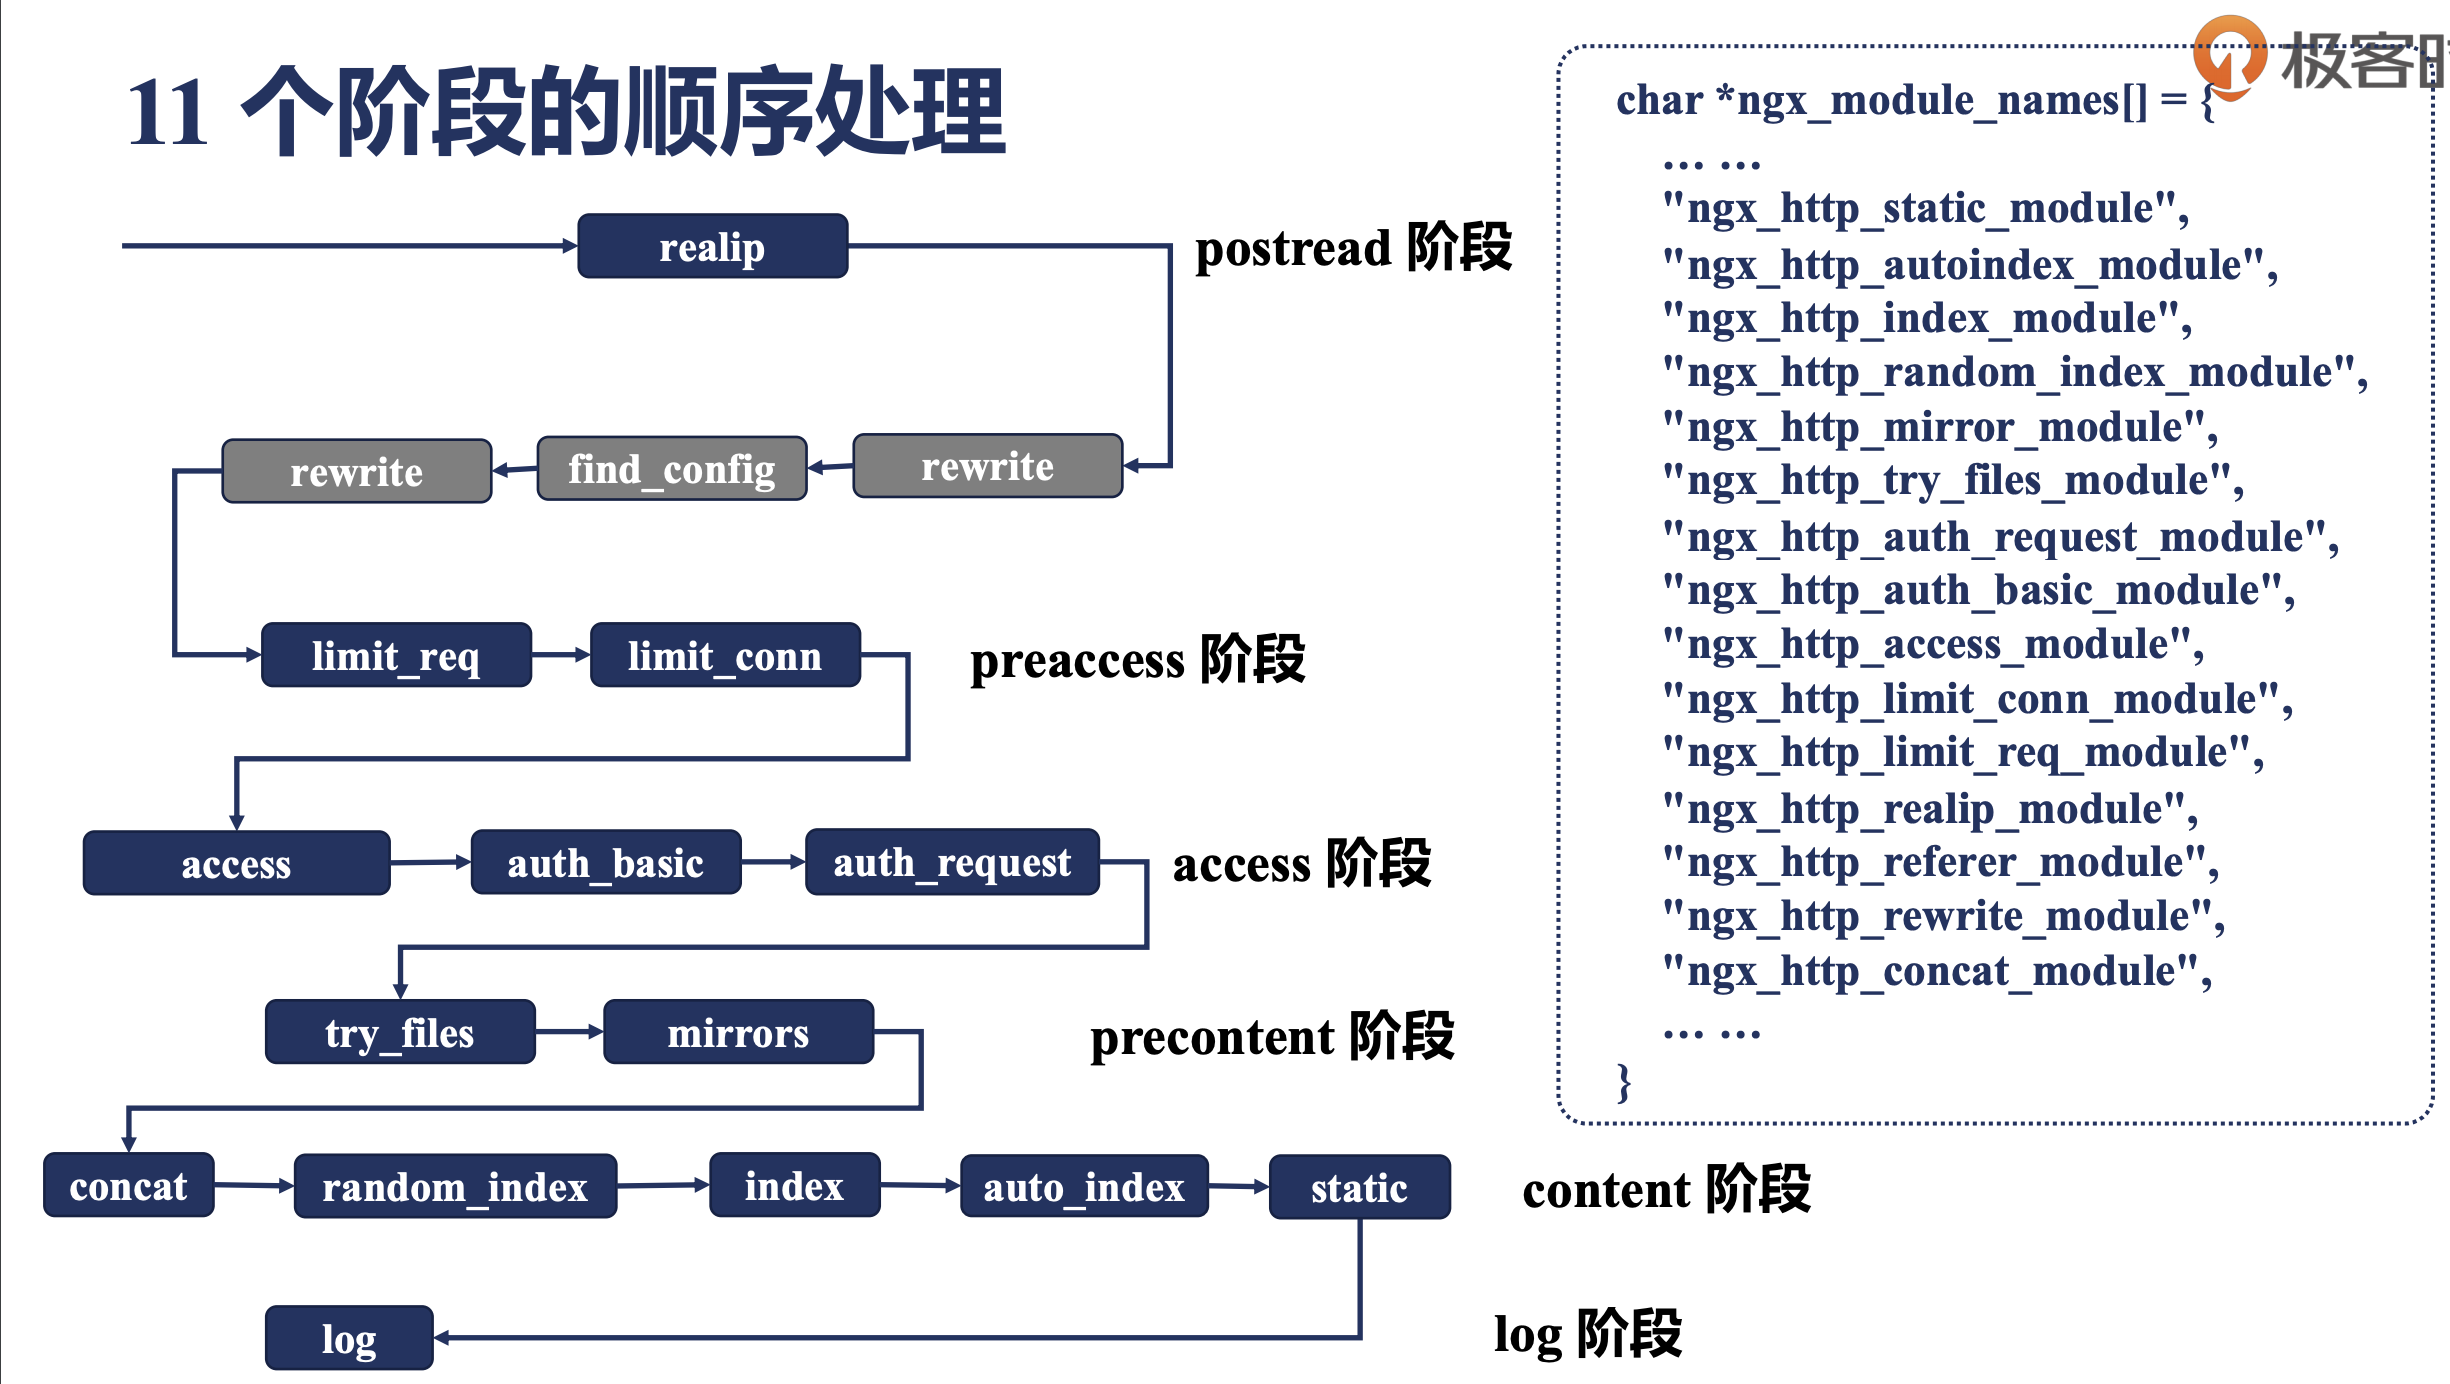 11 个阶段的顺序处理
realip
postread 阶段
rewrite
find_config
rewrite
limit_req
limit_conn
preaccess 阶段
access
auth_basic
auth_request
access 阶段
try_files
mirrors
precontent 阶段
concat
random_index
index
auto_index
static
content 阶段
log
log 阶段
极客
char *ngx_module_names[] = {
... ...
"ngx_http_static_module",
"ngx_http_autoindex_module",
"ngx_http_index_module",
"ngx_http_random_index_module",
"ngx_http_mirror_module",
"ngx_http_try_files_module",
"ngx_http_auth_request_module",
"ngx_http_auth_basic_module",
"ngx_http_access_module",
"ngx_http_limit_conn_module",
"ngx_http_limit_req_module",
"ngx_http_realip_module",
"ngx_http_referer_module",
"ngx_http_rewrite_module",
"ngx_http_concat_module",
... ...
}